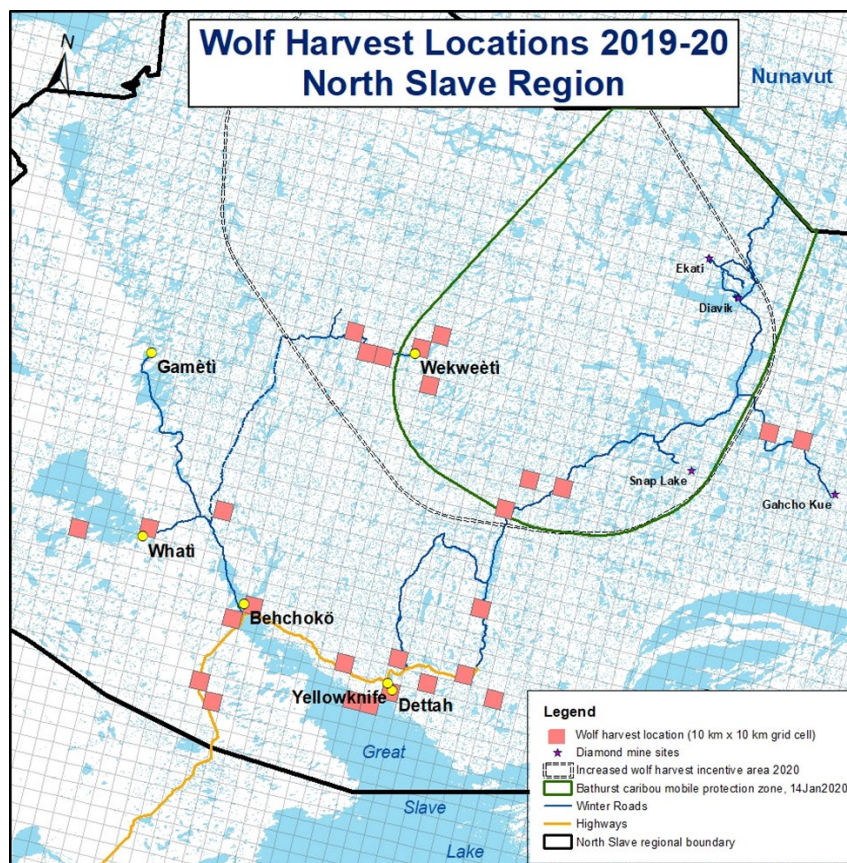 Wolf Harvest Locations 2019-20
North Slave Region
N
Nunavut
Ekati
Diavik
Gamètì
Wekweètì
Snap Lake
Gahcho Kue
Whatì
Behchokö
Yellowknife
Dettah
Great
Slave
Lake
Legend
Wolf harvest location (10 km x 10 km grid cell)
Diamond mine sites
Increased wolf harvest incentive area 2020
Bathurst caribou mobile protection zone, 14Jan2020
Winter Roads
Highways
North Slave regional boundary